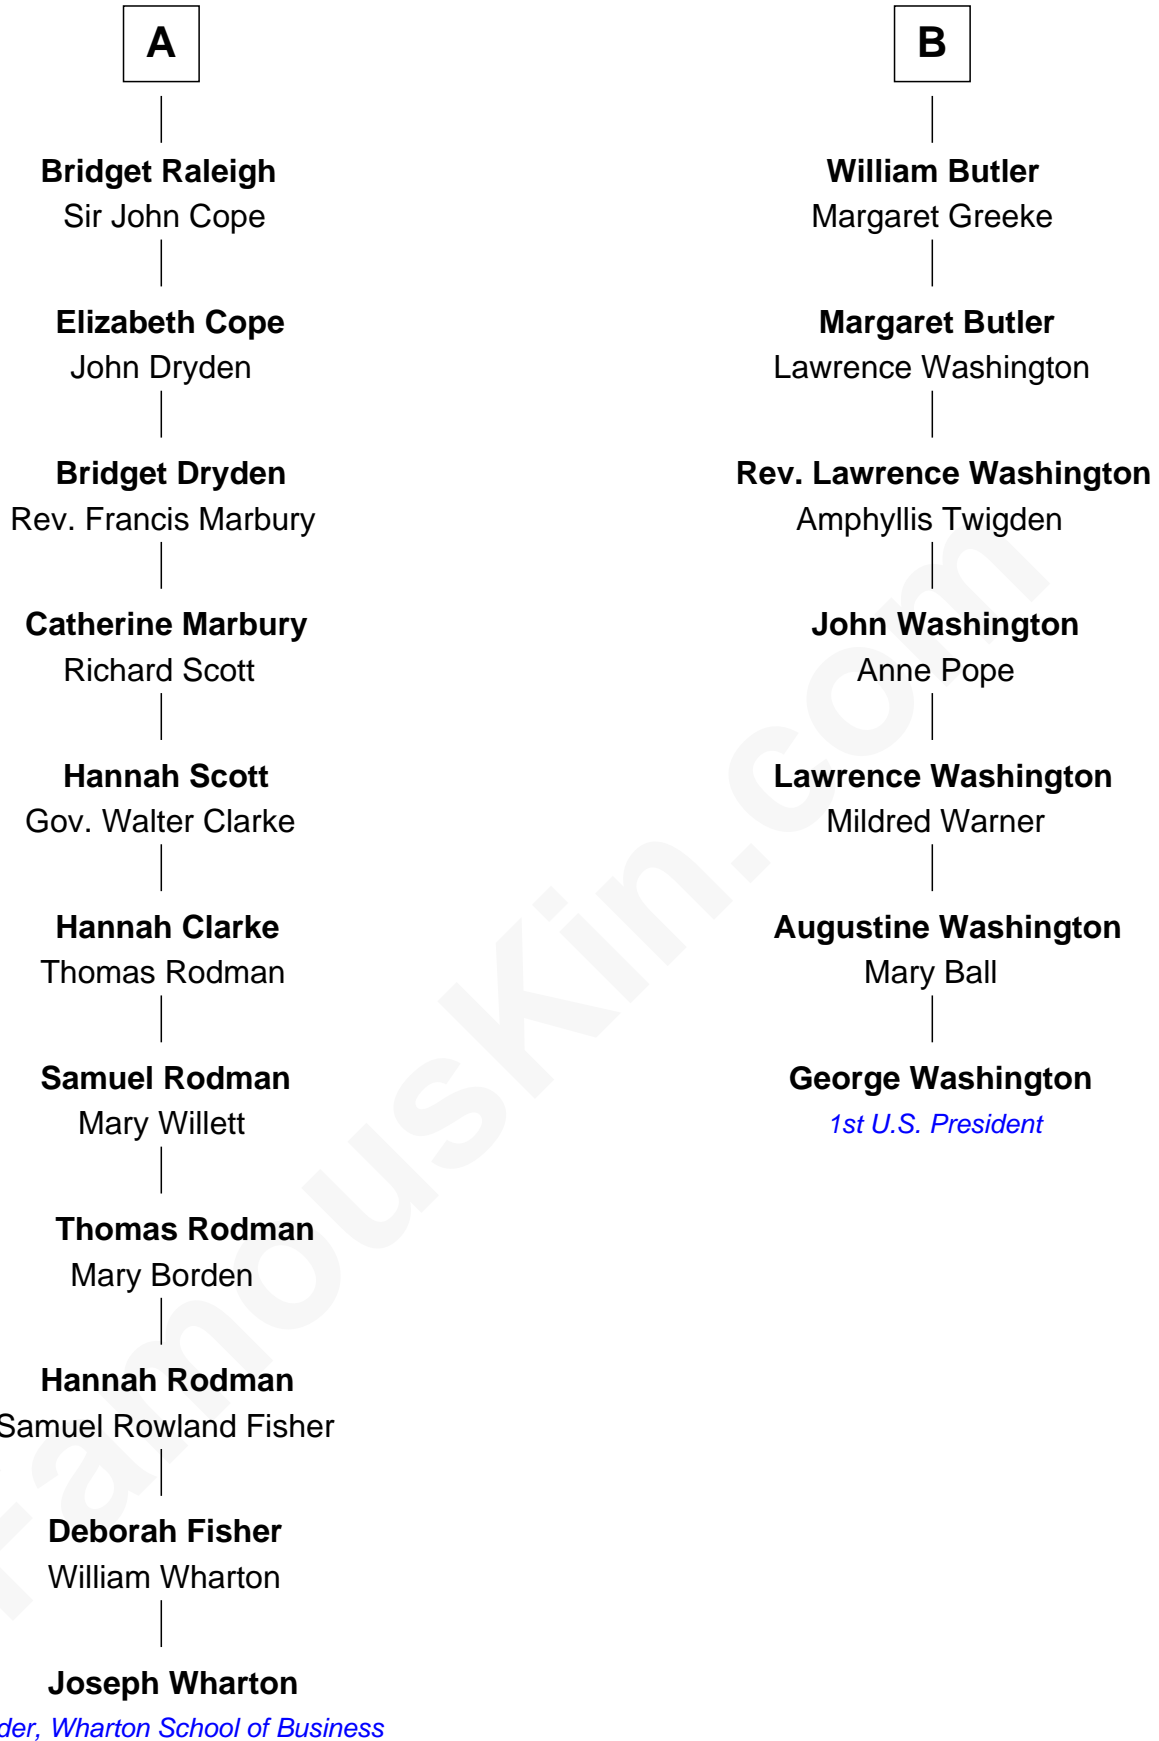 A
Bridget Raleigh
Sir John Cope
Elizabeth Cope
John Dryden
Bridget Dryden
Rev. Francis Marbury
Catherine Marbury
Richard Scott
Hannah Scott
Gov. Walter Clarke
Hannah Clarke
Thomas Rodman
Samuel Rodman
Mary Willett
Thomas Rodman
Mary Borden
Hannah Rodman
Samuel Rowland Fisher
Deborah Fisher
William Wharton
Joseph Wharton
der, Wharton School of Business
B
William Butler
Margaret Greeke
Margaret Butler
Lawrence Washington
Rev. Lawrence Washington
Amphyllis Twigden
John Washington
Anne Pope
Lawrence Washington
Mildred Warner
Augustine Washington
Mary Ball
George Washington
1st U.S. President
FamousKin.com